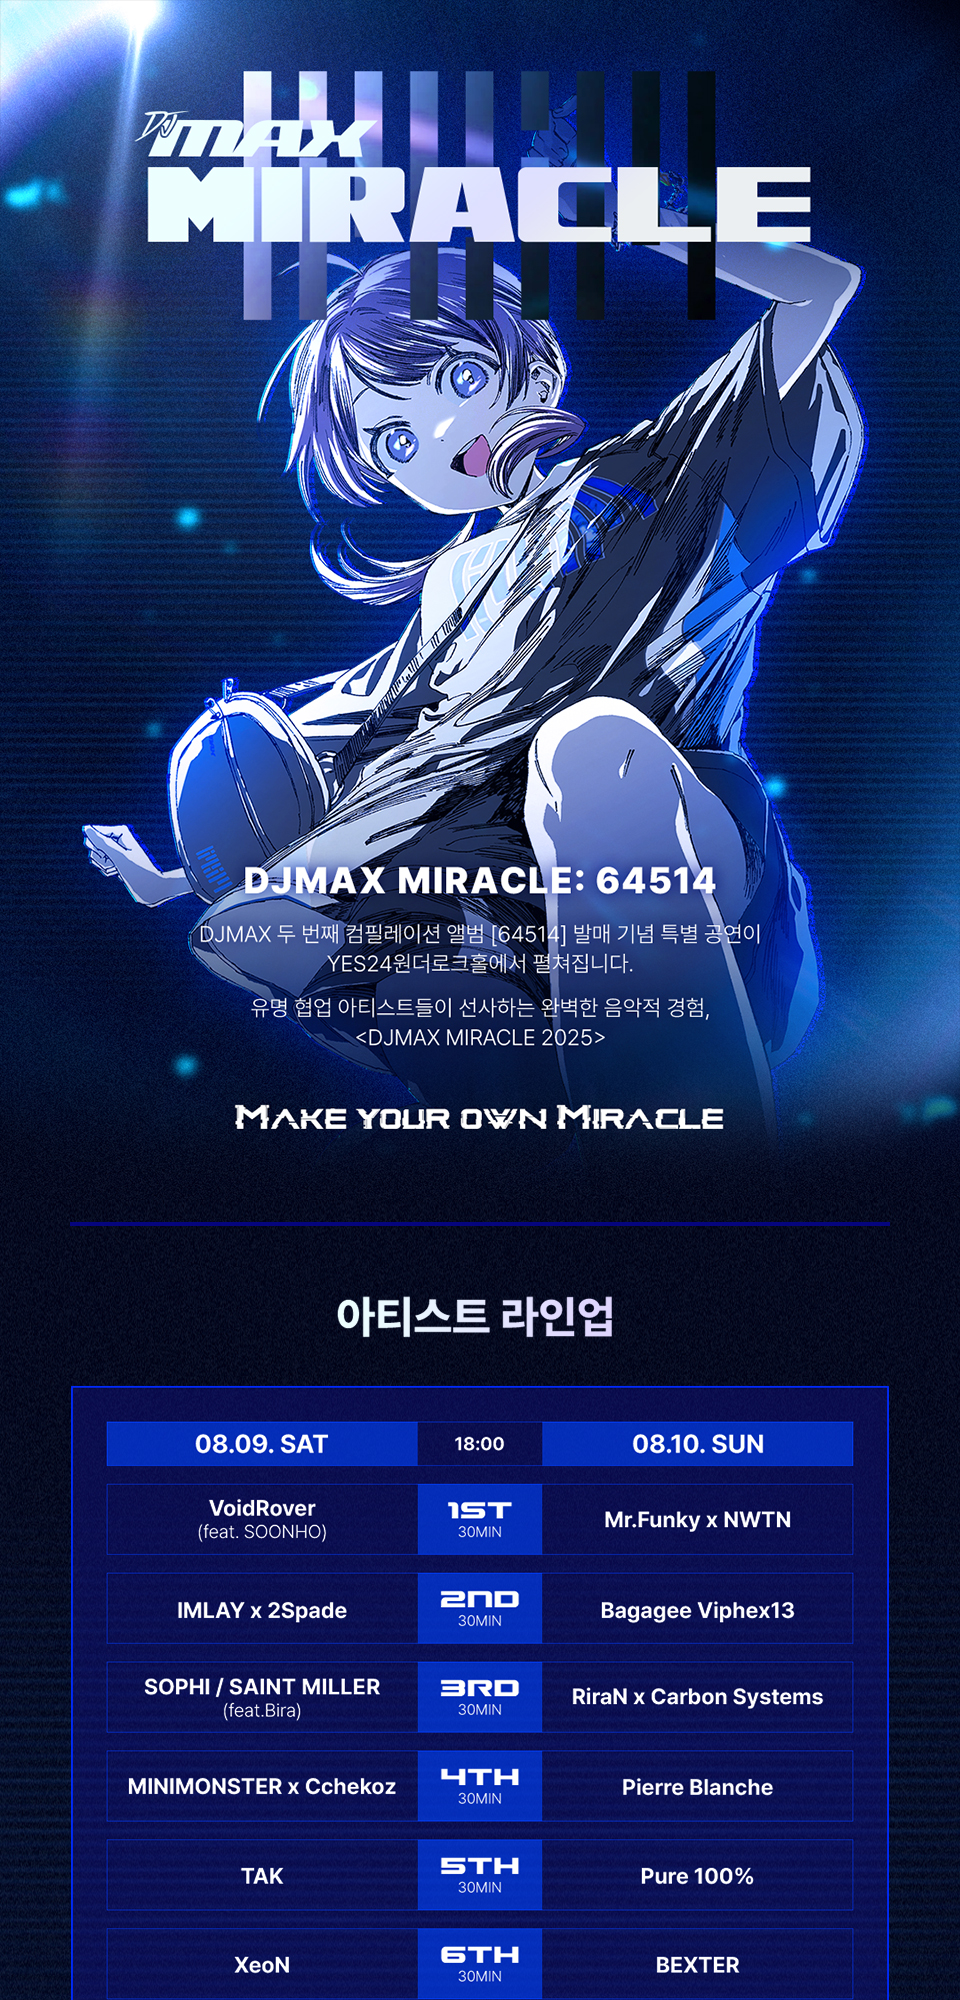 DJMAX
MIRACLE
DJMAX MIRACLE: 64514
DJMAX 두 번째 컴필레이션 앨범 [64514] 발매 기념 특별 공연이
YES24원더로크홀에서 펼쳐집니다.
유명 협업 아티스트들이 선사하는 완벽한 음악적 경험,
<DJMAX MIRACLE 2025>
MAKE YOUR OWN MIRACLE
아티스트 라인업
08.09. SAT 18:00 08.10. SUN
VoidRover
(feat. SOONHO)
1ST
30MIN
Mr.Funky x NWTN
IMLAY x 2Spade
2ND
30MIN
Bagagee Viphex13
SOPHI / SAINT MILLER
(feat.Bira)
3RD
30MIN
RiraN x Carbon Systems
MINIMONSTER x Cchekoz
4TH
30MIN
Pierre Blanche
TAK
5TH
30MIN
Pure 100%
XeoN
6TH
30MIN
BEXTER